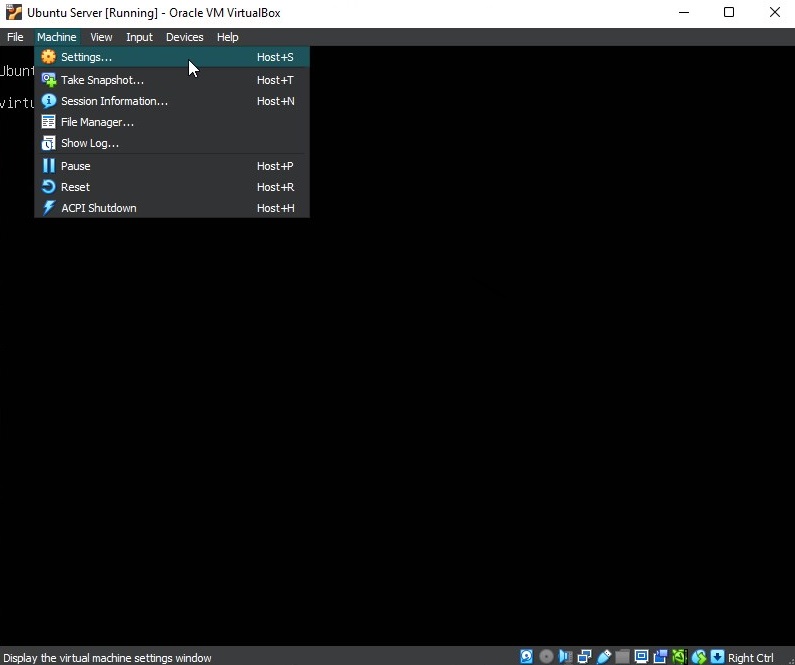 Ubuntu Server [Running] - Oracle VM VirtualBox
File Machine View Input Devices Help
Settings... Host+S
Take Snapshot... Host+T
Session Information... Host+N
File Manager...
Show Log...
Pause Host+P
Reset Host+R
ACPI Shutdown Host+H
Display the virtual machine settings window Right Ctrl